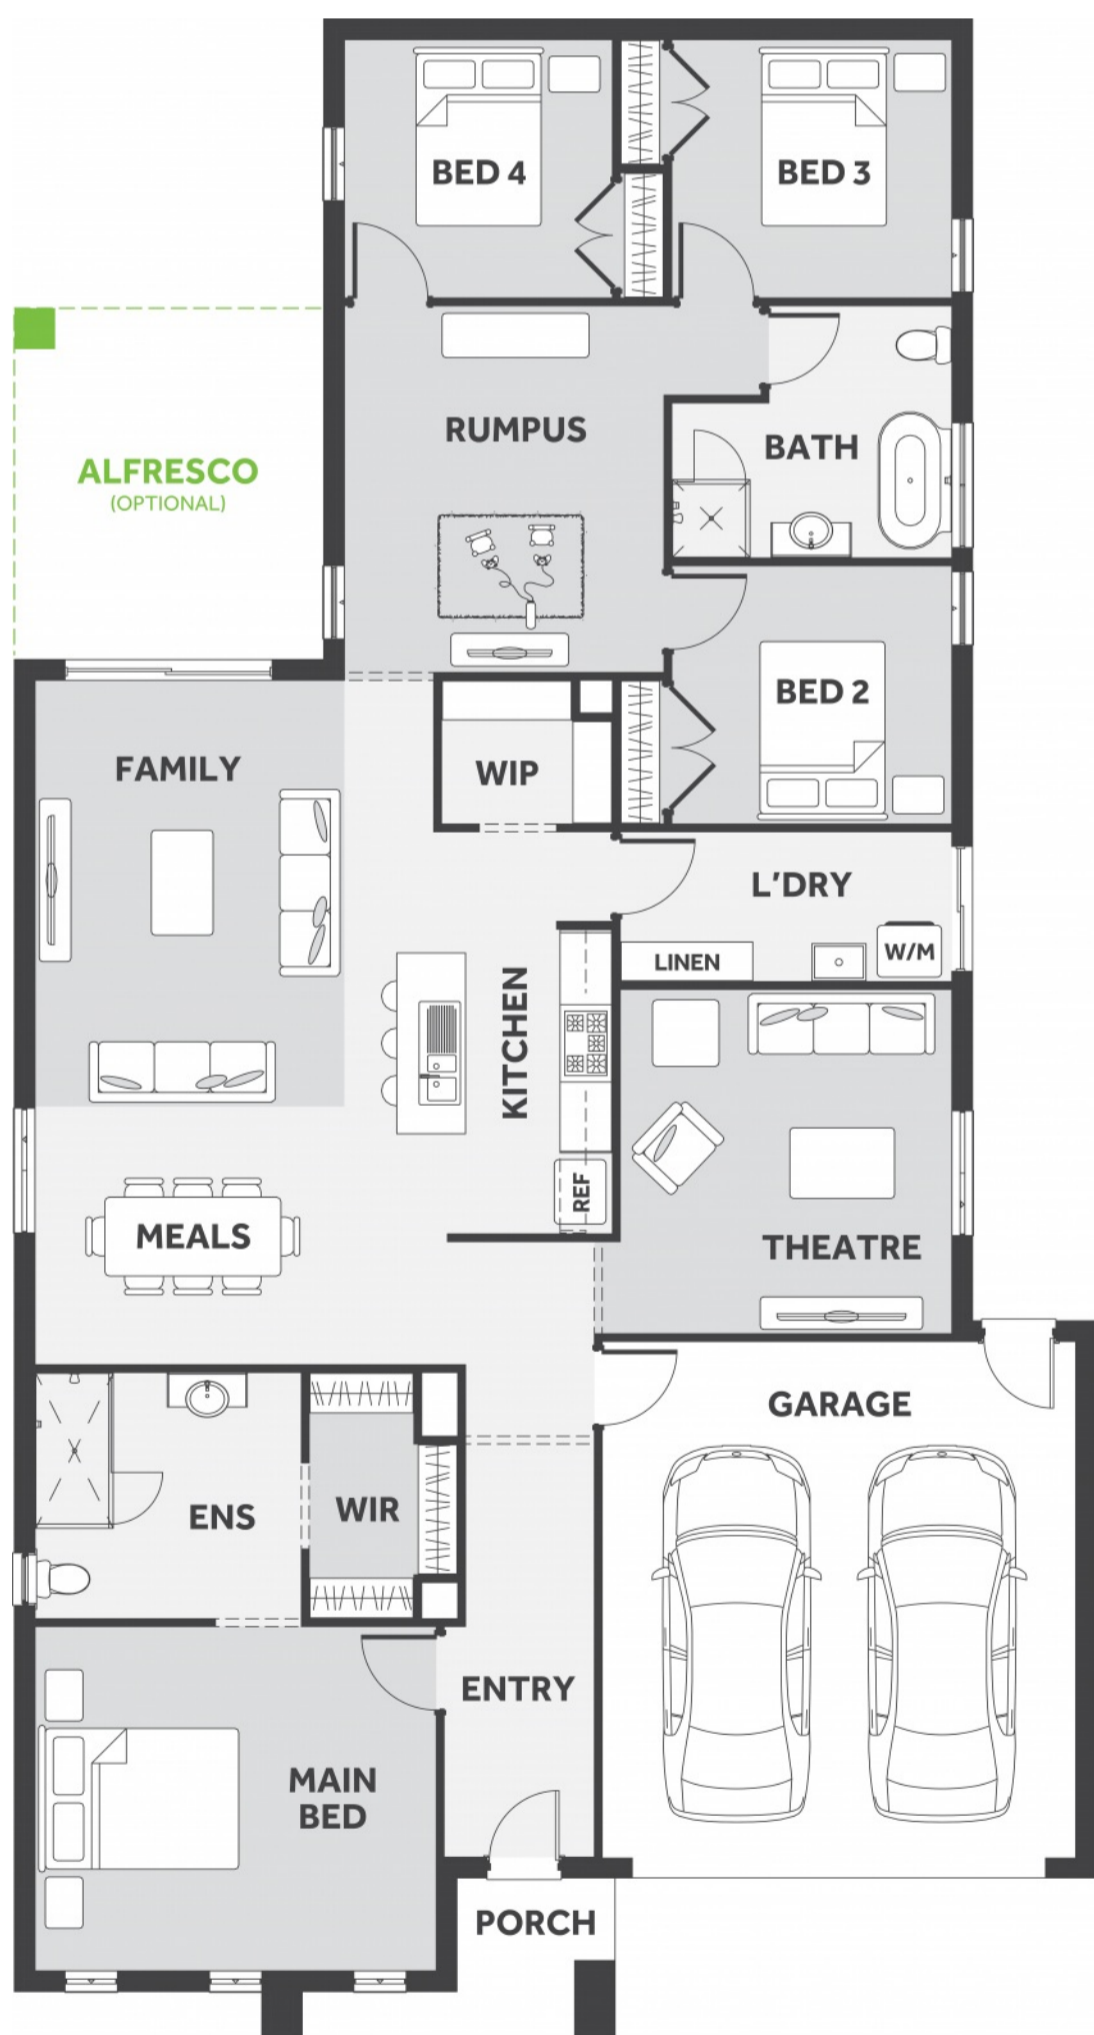 BED 4
BED 3
RUMPUS
BATH
ALFRESCO
(OPTIONAL)
BED 2
FAMILY
WIP
L'DRY
LINEN
W/M
KITCHEN
REF
MEALS
THEATRE
GARAGE
ENS
WIR
ENTRY
MAIN
BED
PORCH